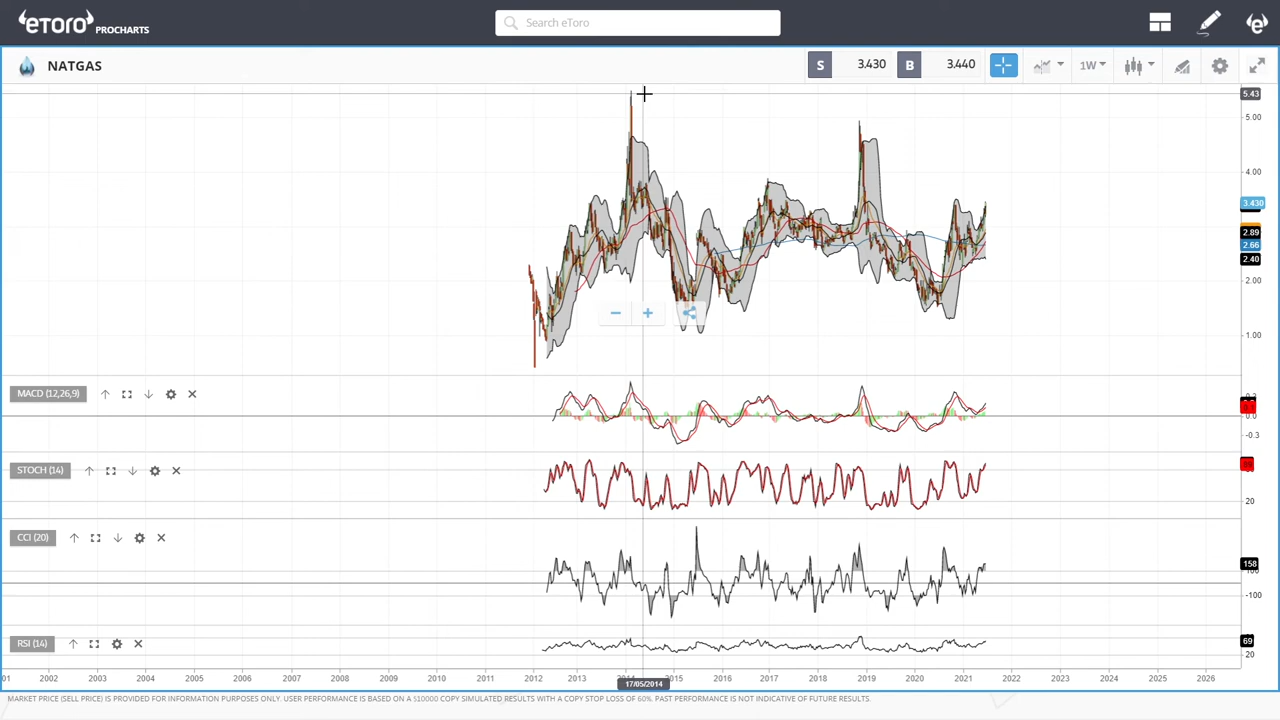 eToro PROCHARTS
Search eToro
NATGAS
S 3.430 B 3.440
1W
5.43
5.00
4.00
3.430
2.89
2.66
2.40
2.00
1.00
MACD (12,26,9)
0.0
-0.3
STOCH (14)
20
CCI (20)
158
-100
RSI (14)
69
20
01 2002 2003 2004 2005 2006 2007 2008 2009 2010 2011 2012 2013 2014 2015 2016 2017 2018 2019 2020 2021 2022 2023 2024 2025 2026
17/05/2014
MARKET PRICE (SELL PRICE) IS PROVIDED FOR INFORMATION PURPOSES ONLY. USER PERFORMANCE IS BASED ON A $10000 COPY SIMULATED RESULTS WITH A COPY STOP LOSS OF 60%. PAST PERFORMANCE IS NOT INDICATIVE OF FUTURE RESULTS.